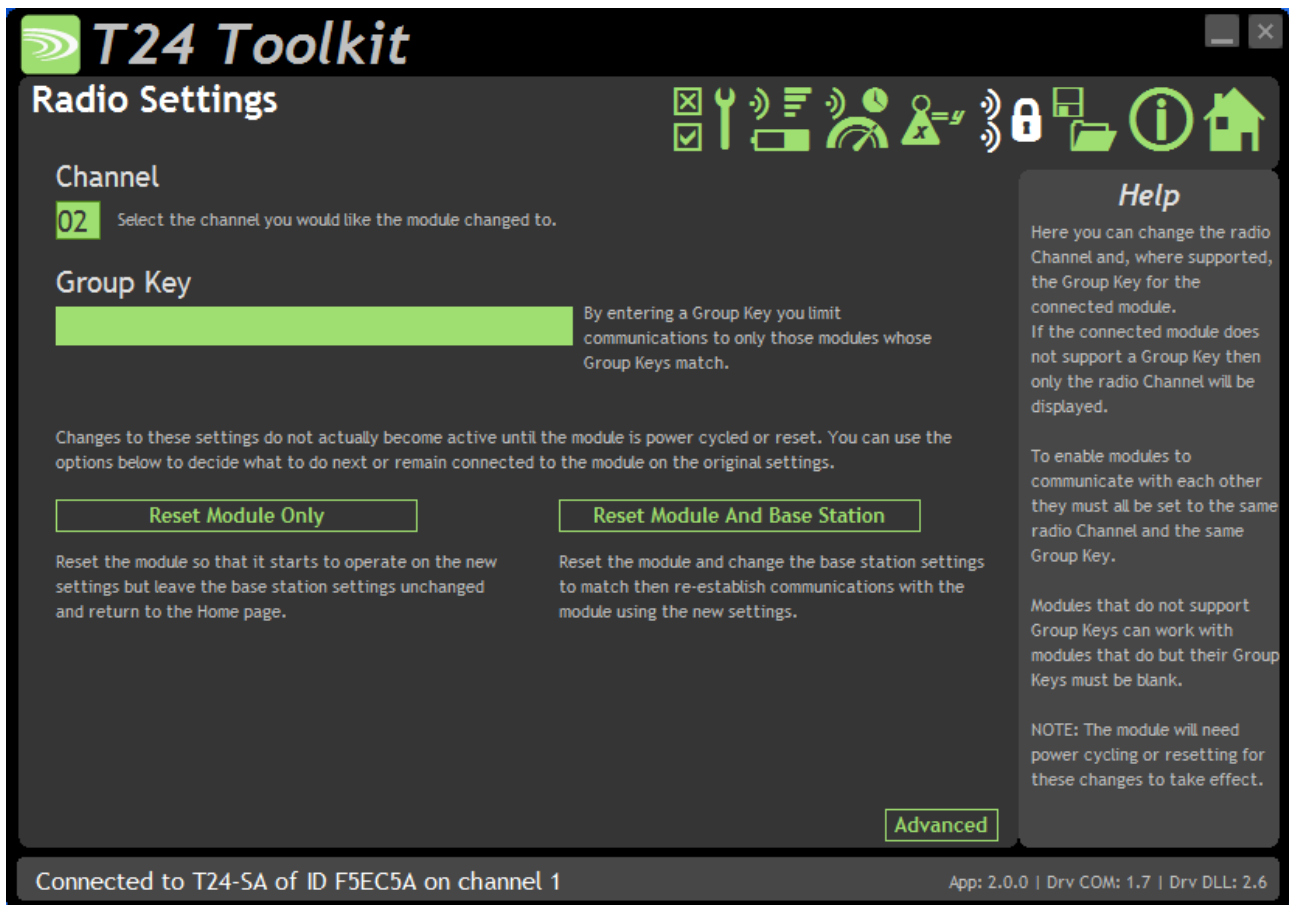 T24 Toolkit
Radio Settings
x
=y
Channel
02
Select the channel you would like the module changed to.
Group Key
By entering a Group Key you limit
communications to only those modules whose
Group Keys match.
Changes to these settings do not actually become active until the module is power cycled or reset. You can use the
options below to decide what to do next or remain connected to the module on the original settings.
Reset Module Only
Reset the module so that it starts to operate on the new
settings but leave the base station settings unchanged
and return to the Home page.
Reset Module And Base Station
Reset the module and change the base station settings
to match then re-establish communications with the
module using the new settings.
Advanced
Help
Here you can change the radio
Channel and, where supported,
the Group Key for the
connected module.
If the connected module does
not support a Group Key then
only the radio Channel will be
displayed.
To enable modules to
communicate with each other
they must all be set to the same
radio Channel and the same
Group Key.
Modules that do not support
Group Keys can work with
modules that do but their Group
Keys must be blank.
NOTE: The module will need
power cycling or resetting for
these changes to take effect.
Connected to T24-SA of ID F5EC5A on channel 1
App: 2.0.0 | Drv COM: 1.7 | Drv DLL: 2.6